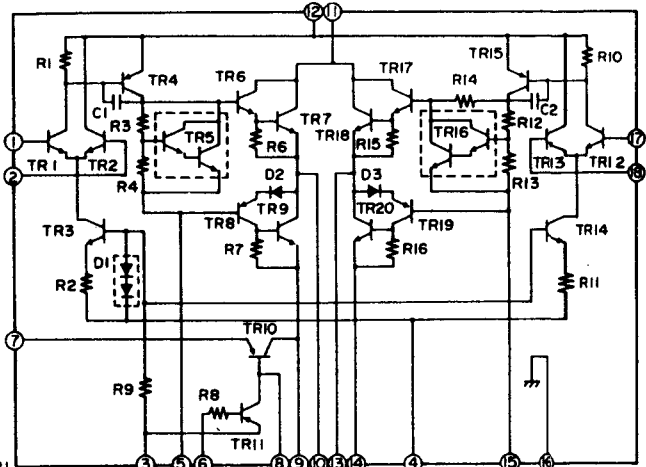 12 11
R1 TR4 TR6 TR17 TR15 R10
R14
C1 R3 TR5 TR7 TR18 TR16 R12 C2
1 R6 R15 17
TR1 TR2 R4 R13 TR13 TR12
2 D2 D3 18
TR3 TR8 TR9 TR20 TR19 TR14
D1 R7 R16
R2 R11
7 TR10
R9 R8
TR11
3 5 6 8 9 10 13 14 4 15 16